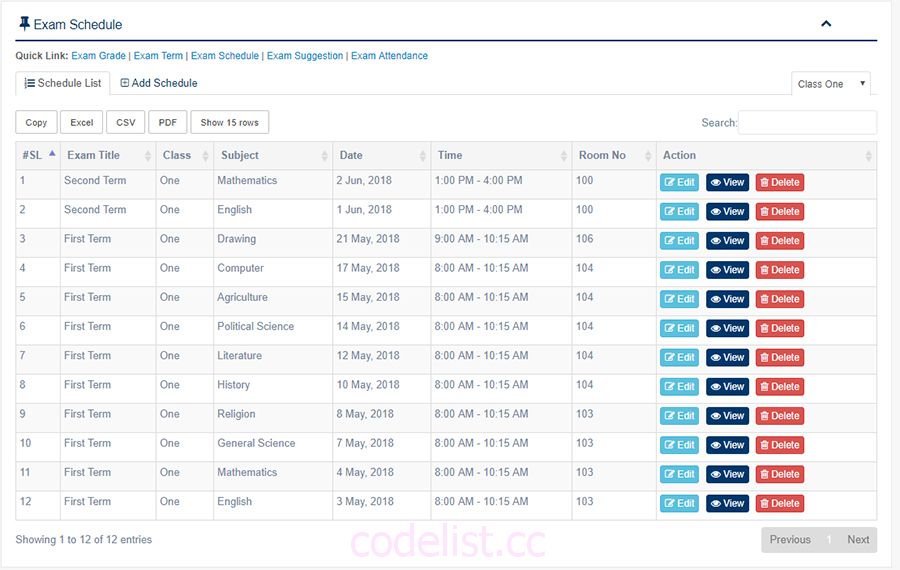 Exam Schedule
Quick Link: Exam Grade | Exam Term | Exam Schedule | Exam Suggestion | Exam Attendance
Schedule List Add Schedule Class One
Copy Excel CSV PDF Show 15 rows Search:
#SL Exam Title Class Subject Date Time Room No Action
1 Second Term One Mathematics 2 Jun, 2018 1:00 PM - 4:00 PM 100 Edit View Delete
2 Second Term One English 1 Jun, 2018 1:00 PM - 4:00 PM 100 Edit View Delete
3 First Term One Drawing 21 May, 2018 9:00 AM - 10:15 AM 106 Edit View Delete
4 First Term One Computer 17 May, 2018 8:00 AM - 10:15 AM 104 Edit View Delete
5 First Term One Agriculture 15 May, 2018 8:00 AM - 10:15 AM 104 Edit View Delete
6 First Term One Political Science 14 May, 2018 8:00 AM - 10:15 AM 104 Edit View Delete
7 First Term One Literature 12 May, 2018 8:00 AM - 10:15 AM 104 Edit View Delete
8 First Term One History 10 May, 2018 8:00 AM - 10:15 AM 104 Edit View Delete
9 First Term One Religion 8 May, 2018 8:00 AM - 10:15 AM 103 Edit View Delete
10 First Term One General Science 7 May, 2018 8:00 AM - 10:15 AM 103 Edit View Delete
11 First Term One Mathematics 4 May, 2018 8:00 AM - 10:15 AM 103 Edit View Delete
12 First Term One English 3 May, 2018 8:00 AM - 10:15 AM 103 Edit View Delete
Showing 1 to 12 of 12 entries codelist.cc Previous 1 Next